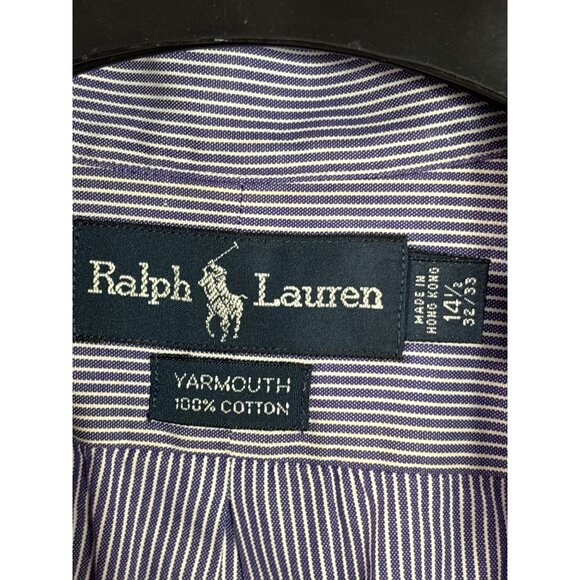 Ralph Lauren
MADE IN
HONG KONG
14½
32/33
YARMOUTH
100% COTTON